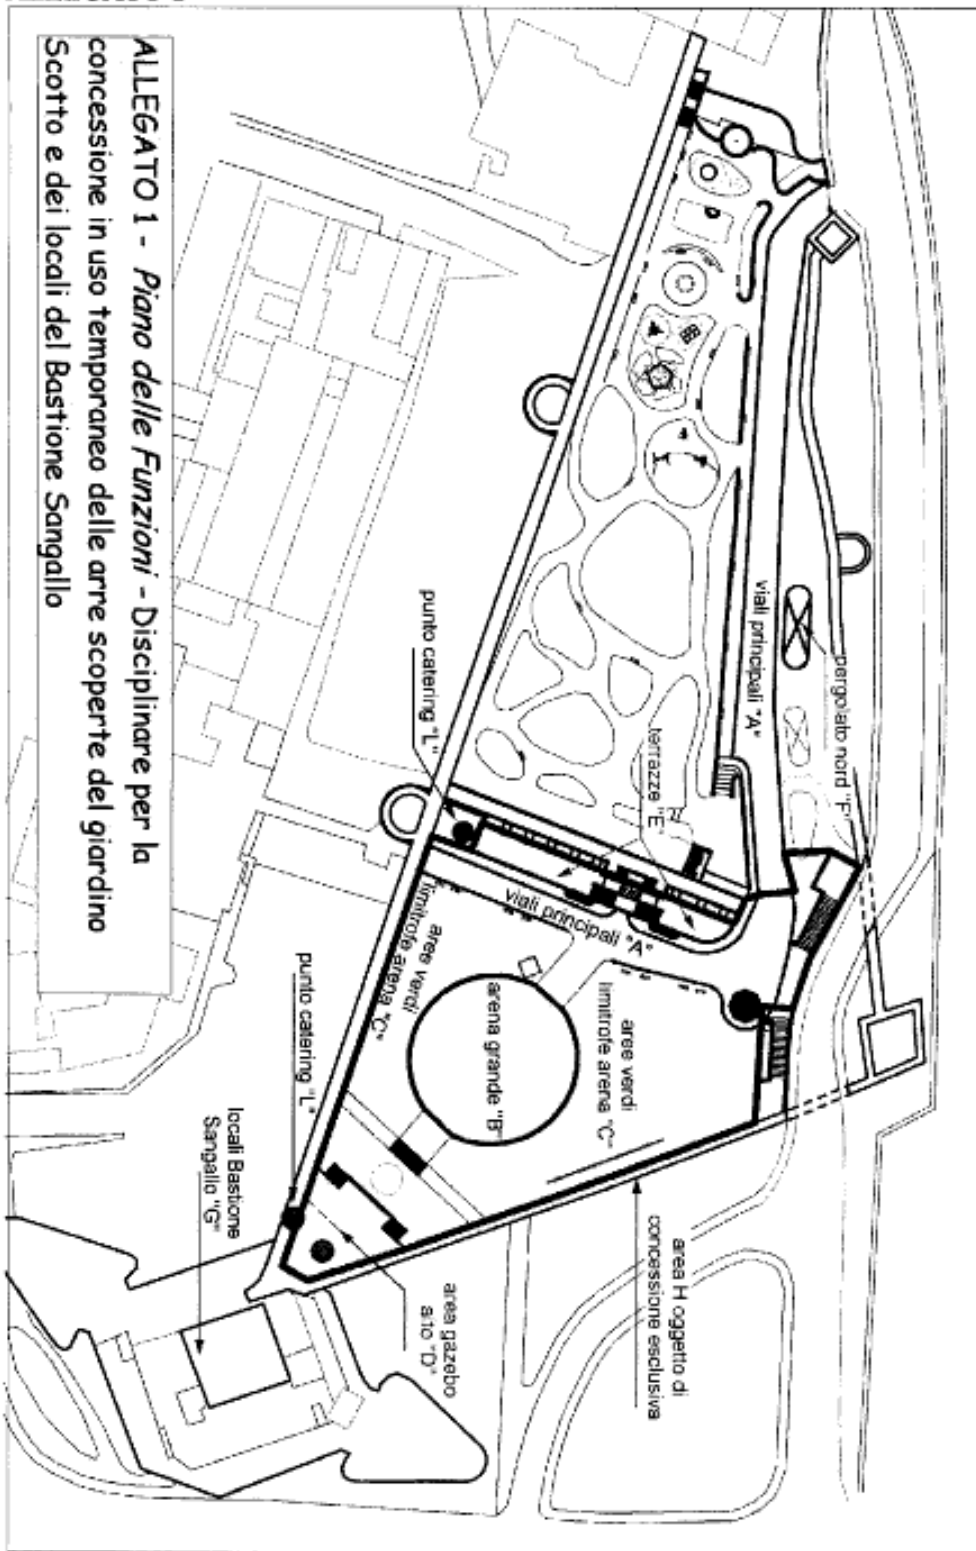 ALLEGATO 1 - Piano delle Funzioni - Disciplinare per la
concessione in uso temporaneo delle arre scoperte del giardino
Scotto e dei locali del Bastione Sangallo
pergolato nord "F"
viali principali "A"
terrazze "E"
punto catering "L"
viali principali "A"
aree verdi
limitrofe arena "C"
arena grande "B"
aree verdi
limitrofe arena "C"
punto catering "L"
locali Bastione
Sangallo "G"
area gazebo
alto "D"
area H oggetto di
concessione esclusiva